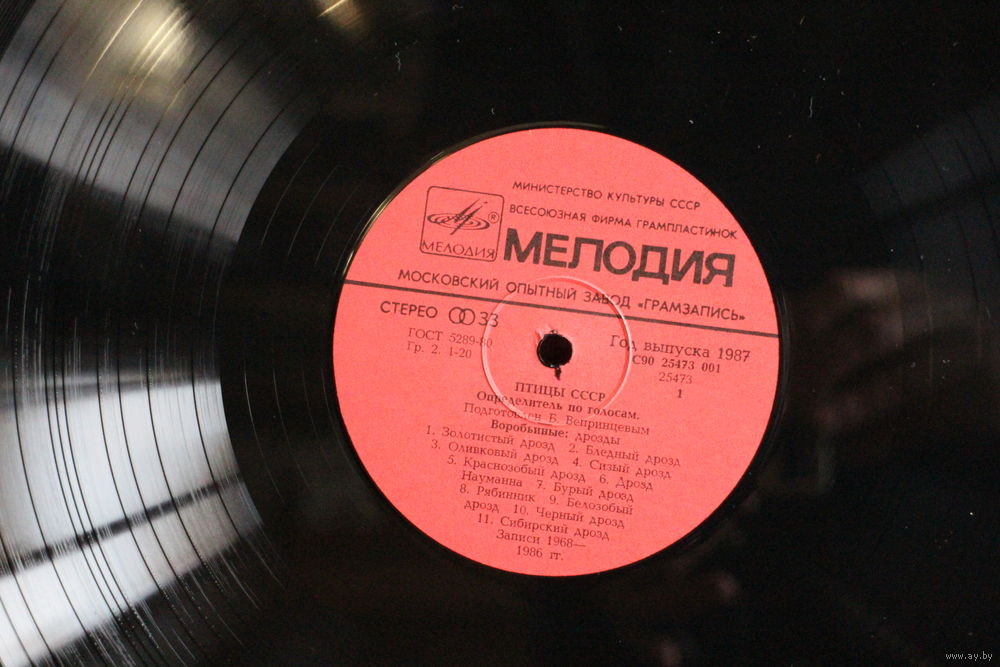 МИНИСТЕРСТВО КУЛЬТУРЫ СССР
ВСЕСОЮЗНАЯ ФИРМА ГРАМПЛАСТИНОК
® МЕЛОДИЯ
МЕЛОДИЯ
МОСКОВСКИЙ ОПЫТНЫЙ ЗАВОД «ГРАМЗАПИСЬ»
СТЕРЕО 33
ГОСТ 5289-80
Гр. 2. 1-20
Год выпуска 1987
С90 25473 001
25473
1
ПТИЦЫ СССР
Определитель по голосам.
Подготовлен Б. Вепринцевым
Воробьиные: дрозды
1. Золотистый дрозд 2. Бледный дрозд
3. Оливковый дрозд 4. Сизый дрозд
5. Краснозобый дрозд 6. Дрозд
Науманна 7. Бурый дрозд
8. Рябинник 9. Белозобый
дрозд 10. Черный дрозд
11. Сибирский дрозд
Записи 1968—
1986 гг.
www.ay.by